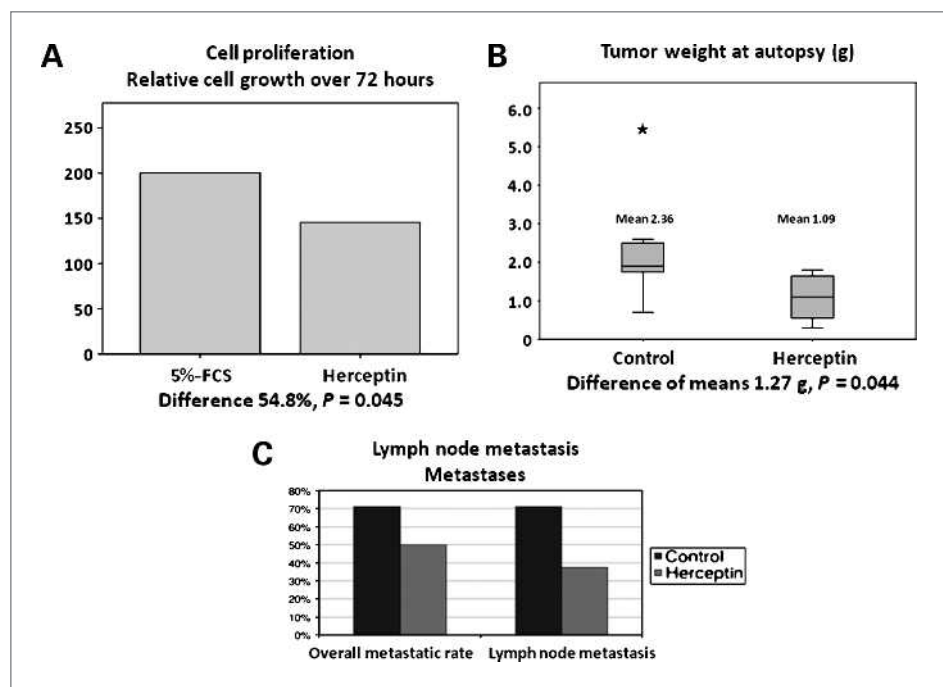 A
Cell proliferation
Relative cell growth over 72 hours
250
200
150
100
50
0
5%-FCS Herceptin
Difference 54.8%, P = 0.045
B
Tumor weight at autopsy (g)
6.0
5.0
4.0
3.0
2.0
1.0
0
Mean 2.36 Mean 1.09
Control Herceptin
Difference of means 1.27 g, P = 0.044
C
Lymph node metastasis
Metastases
80%
70%
60%
50%
40%
30%
20%
10%
0%
Overall metastatic rate Lymph node metastasis
Control
Herceptin